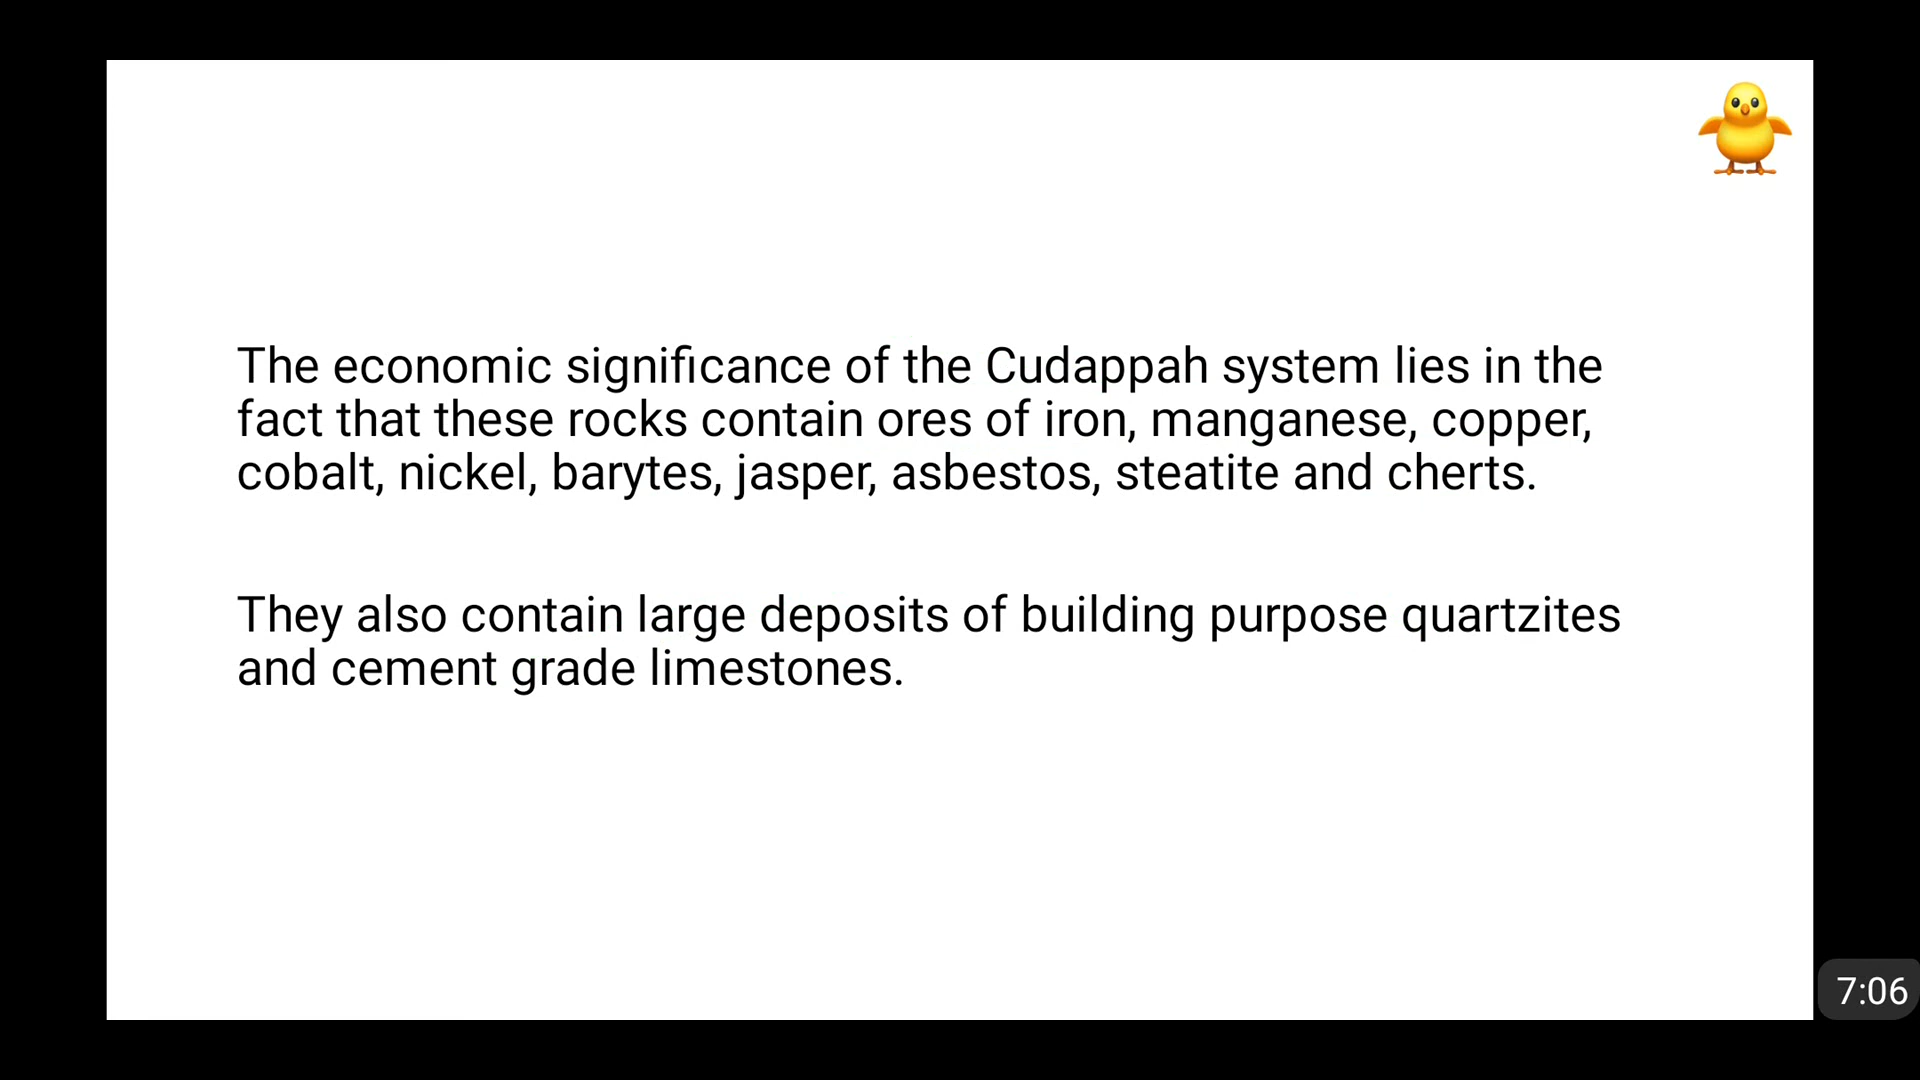 The economic significance of the Cudappah system lies in the
fact that these rocks contain ores of iron, manganese, copper,
cobalt, nickel, barytes, jasper, asbestos, steatite and cherts.
They also contain large deposits of building purpose quartzites
and cement grade limestones.
7:06